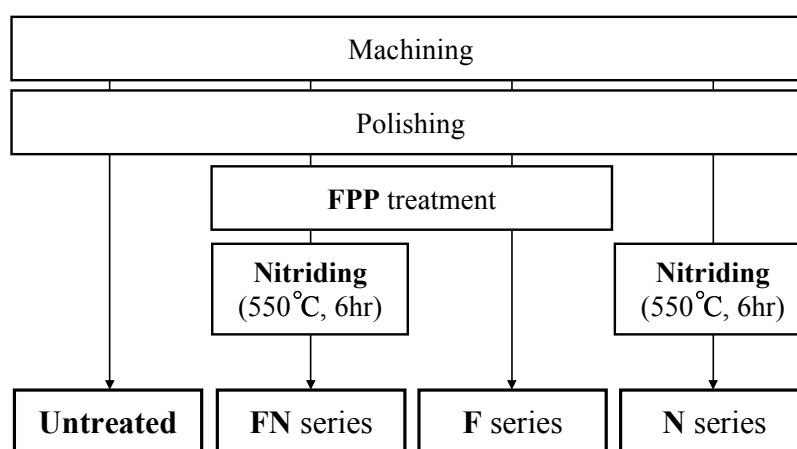 Machining
Polishing
FPP treatment
Nitriding
(550℃, 6hr)
Nitriding
(550℃, 6hr)
Untreated
FN series
F series
N series